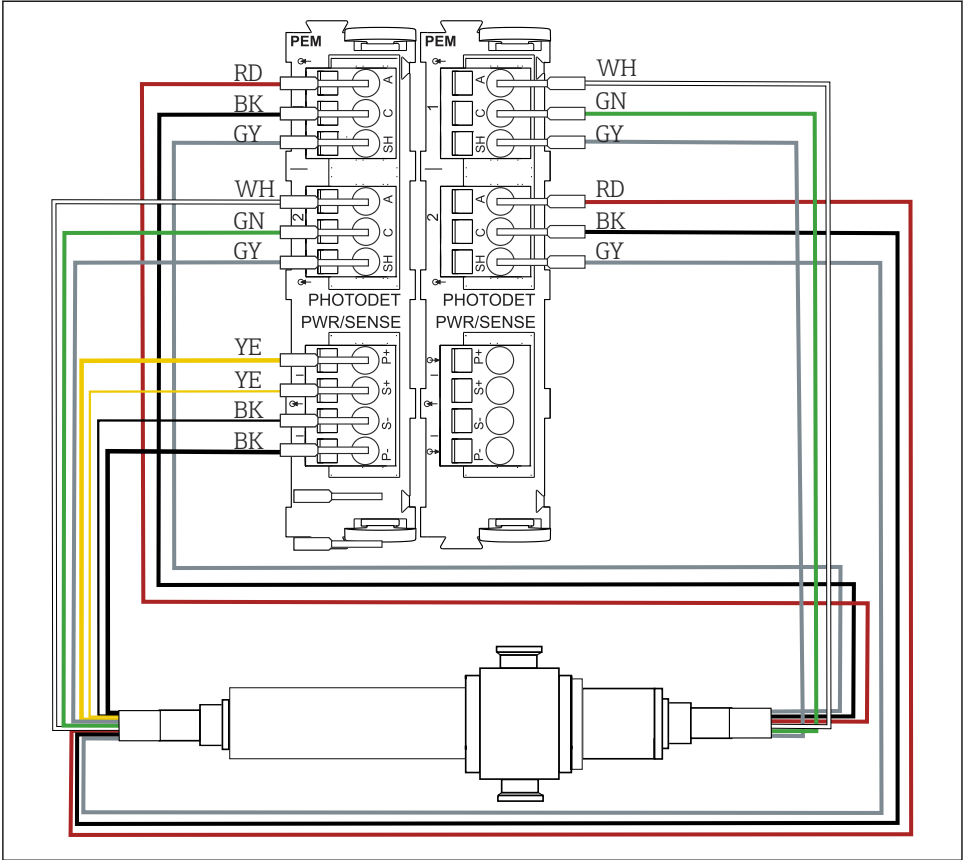 PEM PEM
RD
BK
GY
A
C
SH
1
A
C
SH
WH
GN
GY
WH
GN
GY
2
A
C
SH
2
A
C
SH
RD
BK
GY
PHOTODET PHOTODET
PWR/SENSE PWR/SENSE
YE
YE
BK
BK
P+
S+
S-
P-
P+
S+
S-
P-